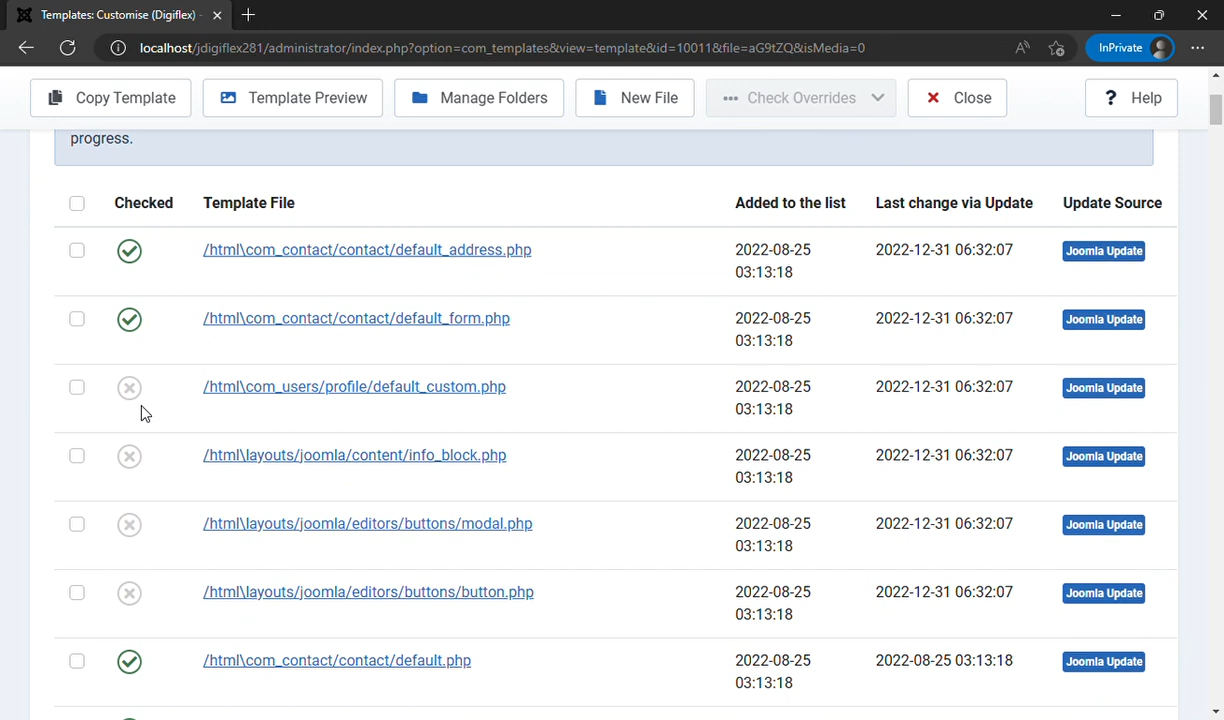 Templates: Customise (Digiflex) -
localhost/jdigiflex281/administrator/index.php?option=com_templates&view=template&id=10011&file=aG9tZQ&isMedia=0
InPrivate
Copy Template
Template Preview
Manage Folders
New File
Check Overrides
Close
? Help
progress.
Checked Template File Added to the list Last change via Update Update Source
/html\com_contact/contact/default_address.php 2022-08-25 2022-12-31 06:32:07 Joomla Update
03:13:18
/html\com_contact/contact/default_form.php 2022-08-25 2022-12-31 06:32:07 Joomla Update
03:13:18
/html\com_users/profile/default_custom.php 2022-08-25 2022-12-31 06:32:07 Joomla Update
03:13:18
/html\layouts/joomla/content/info_block.php 2022-08-25 2022-12-31 06:32:07 Joomla Update
03:13:18
/html\layouts/joomla/editors/buttons/modal.php 2022-08-25 2022-12-31 06:32:07 Joomla Update
03:13:18
/html\layouts/joomla/editors/buttons/button.php 2022-08-25 2022-12-31 06:32:07 Joomla Update
03:13:18
/html\com_contact/contact/default.php 2022-08-25 2022-08-25 03:13:18 Joomla Update
03:13:18